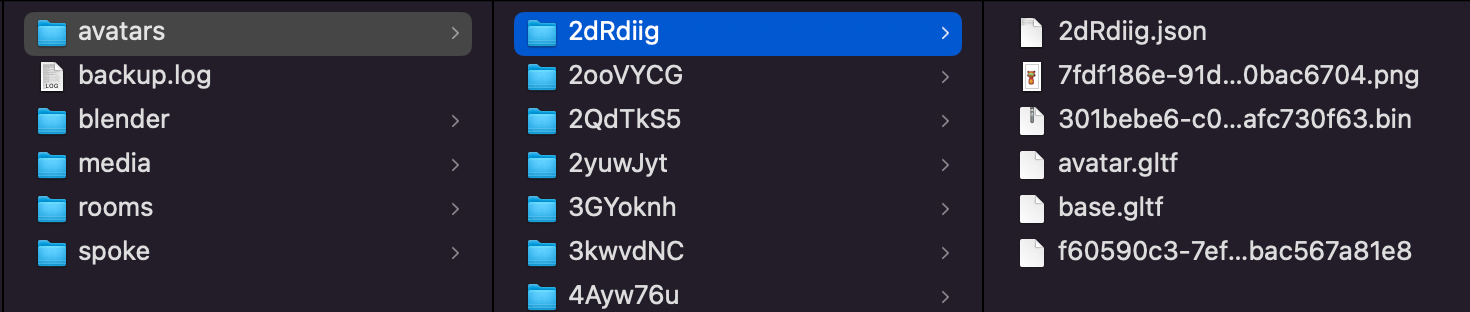 avatars
backup.log
blender
media
rooms
spoke
2dRdiig
2ooVYCG
2QdTkS5
2yuwJyt
3GYoknh
3kwvdNC
4Ayw76u
2dRdiig.json
7fdf186e-91d...0bac6704.png
301bebe6-c0...afc730f63.bin
avatar.gltf
base.gltf
f60590c3-7ef...bac567a81e8
LOG